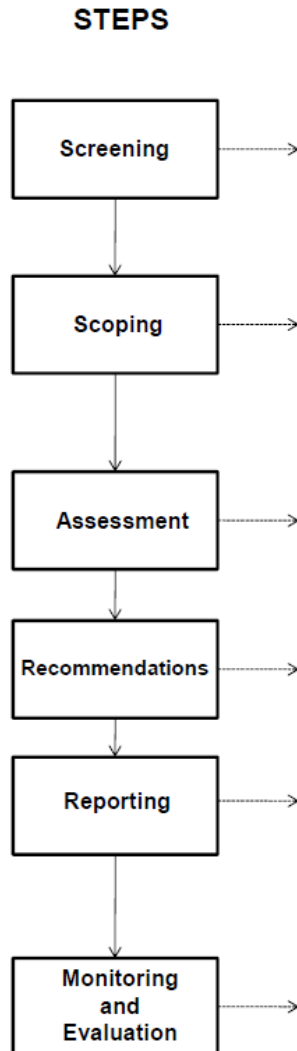 STEPS
Screening
Scoping
Assessment
Recommendations
Reporting
Monitoring
and
Evaluation